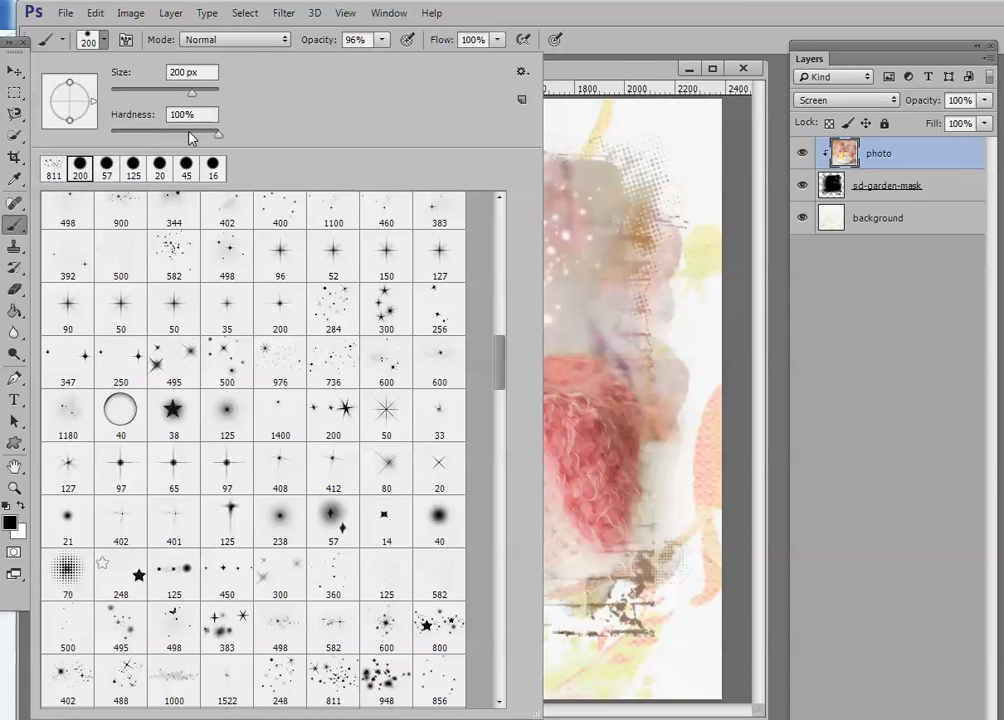 Ps File Edit Image Layer Type Select Filter 3D View Window Help
200 Mode: Normal Opacity: 96% Flow: 100%
Size: 200 px
Hardness: 100%
811 200 57 125 20 45 16
498 900 344 402 400 1100 460 383
392 500 582 498 96 52 150 127
90 50 50 35 200 284 300 256
347 250 495 500 976 736 600 600
1180 40 38 125 1400 200 50 33
127 97 65 97 408 412 80 20
21 402 401 125 238 57 14 40
70 248 125 450 300 360 125 582
500 495 498 383 498 582 600 800
402 488 1000 1522 248 811 948 856
1800 2000 2200 2400
Layers
Kind
Screen Opacity: 100%
Lock: Fill: 100%
photo
sd-garden-mask
background